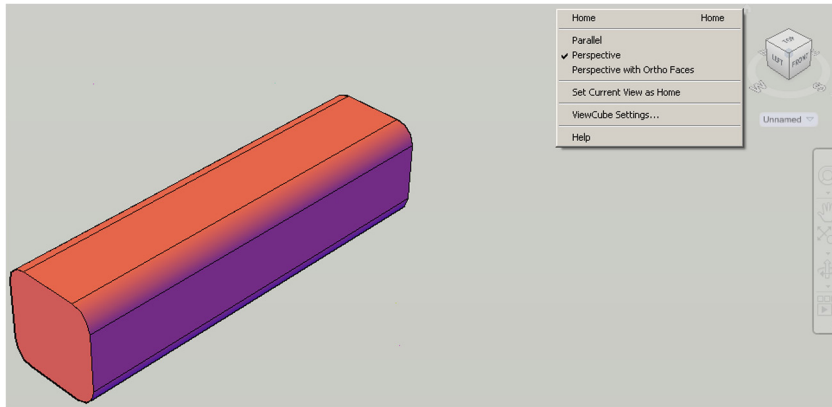 Home Home
Parallel
Perspective
Perspective with Ortho Faces
Set Current View as Home
ViewCube Settings...
Help
TOP
LEFT FRONT
W
S
Unnamed